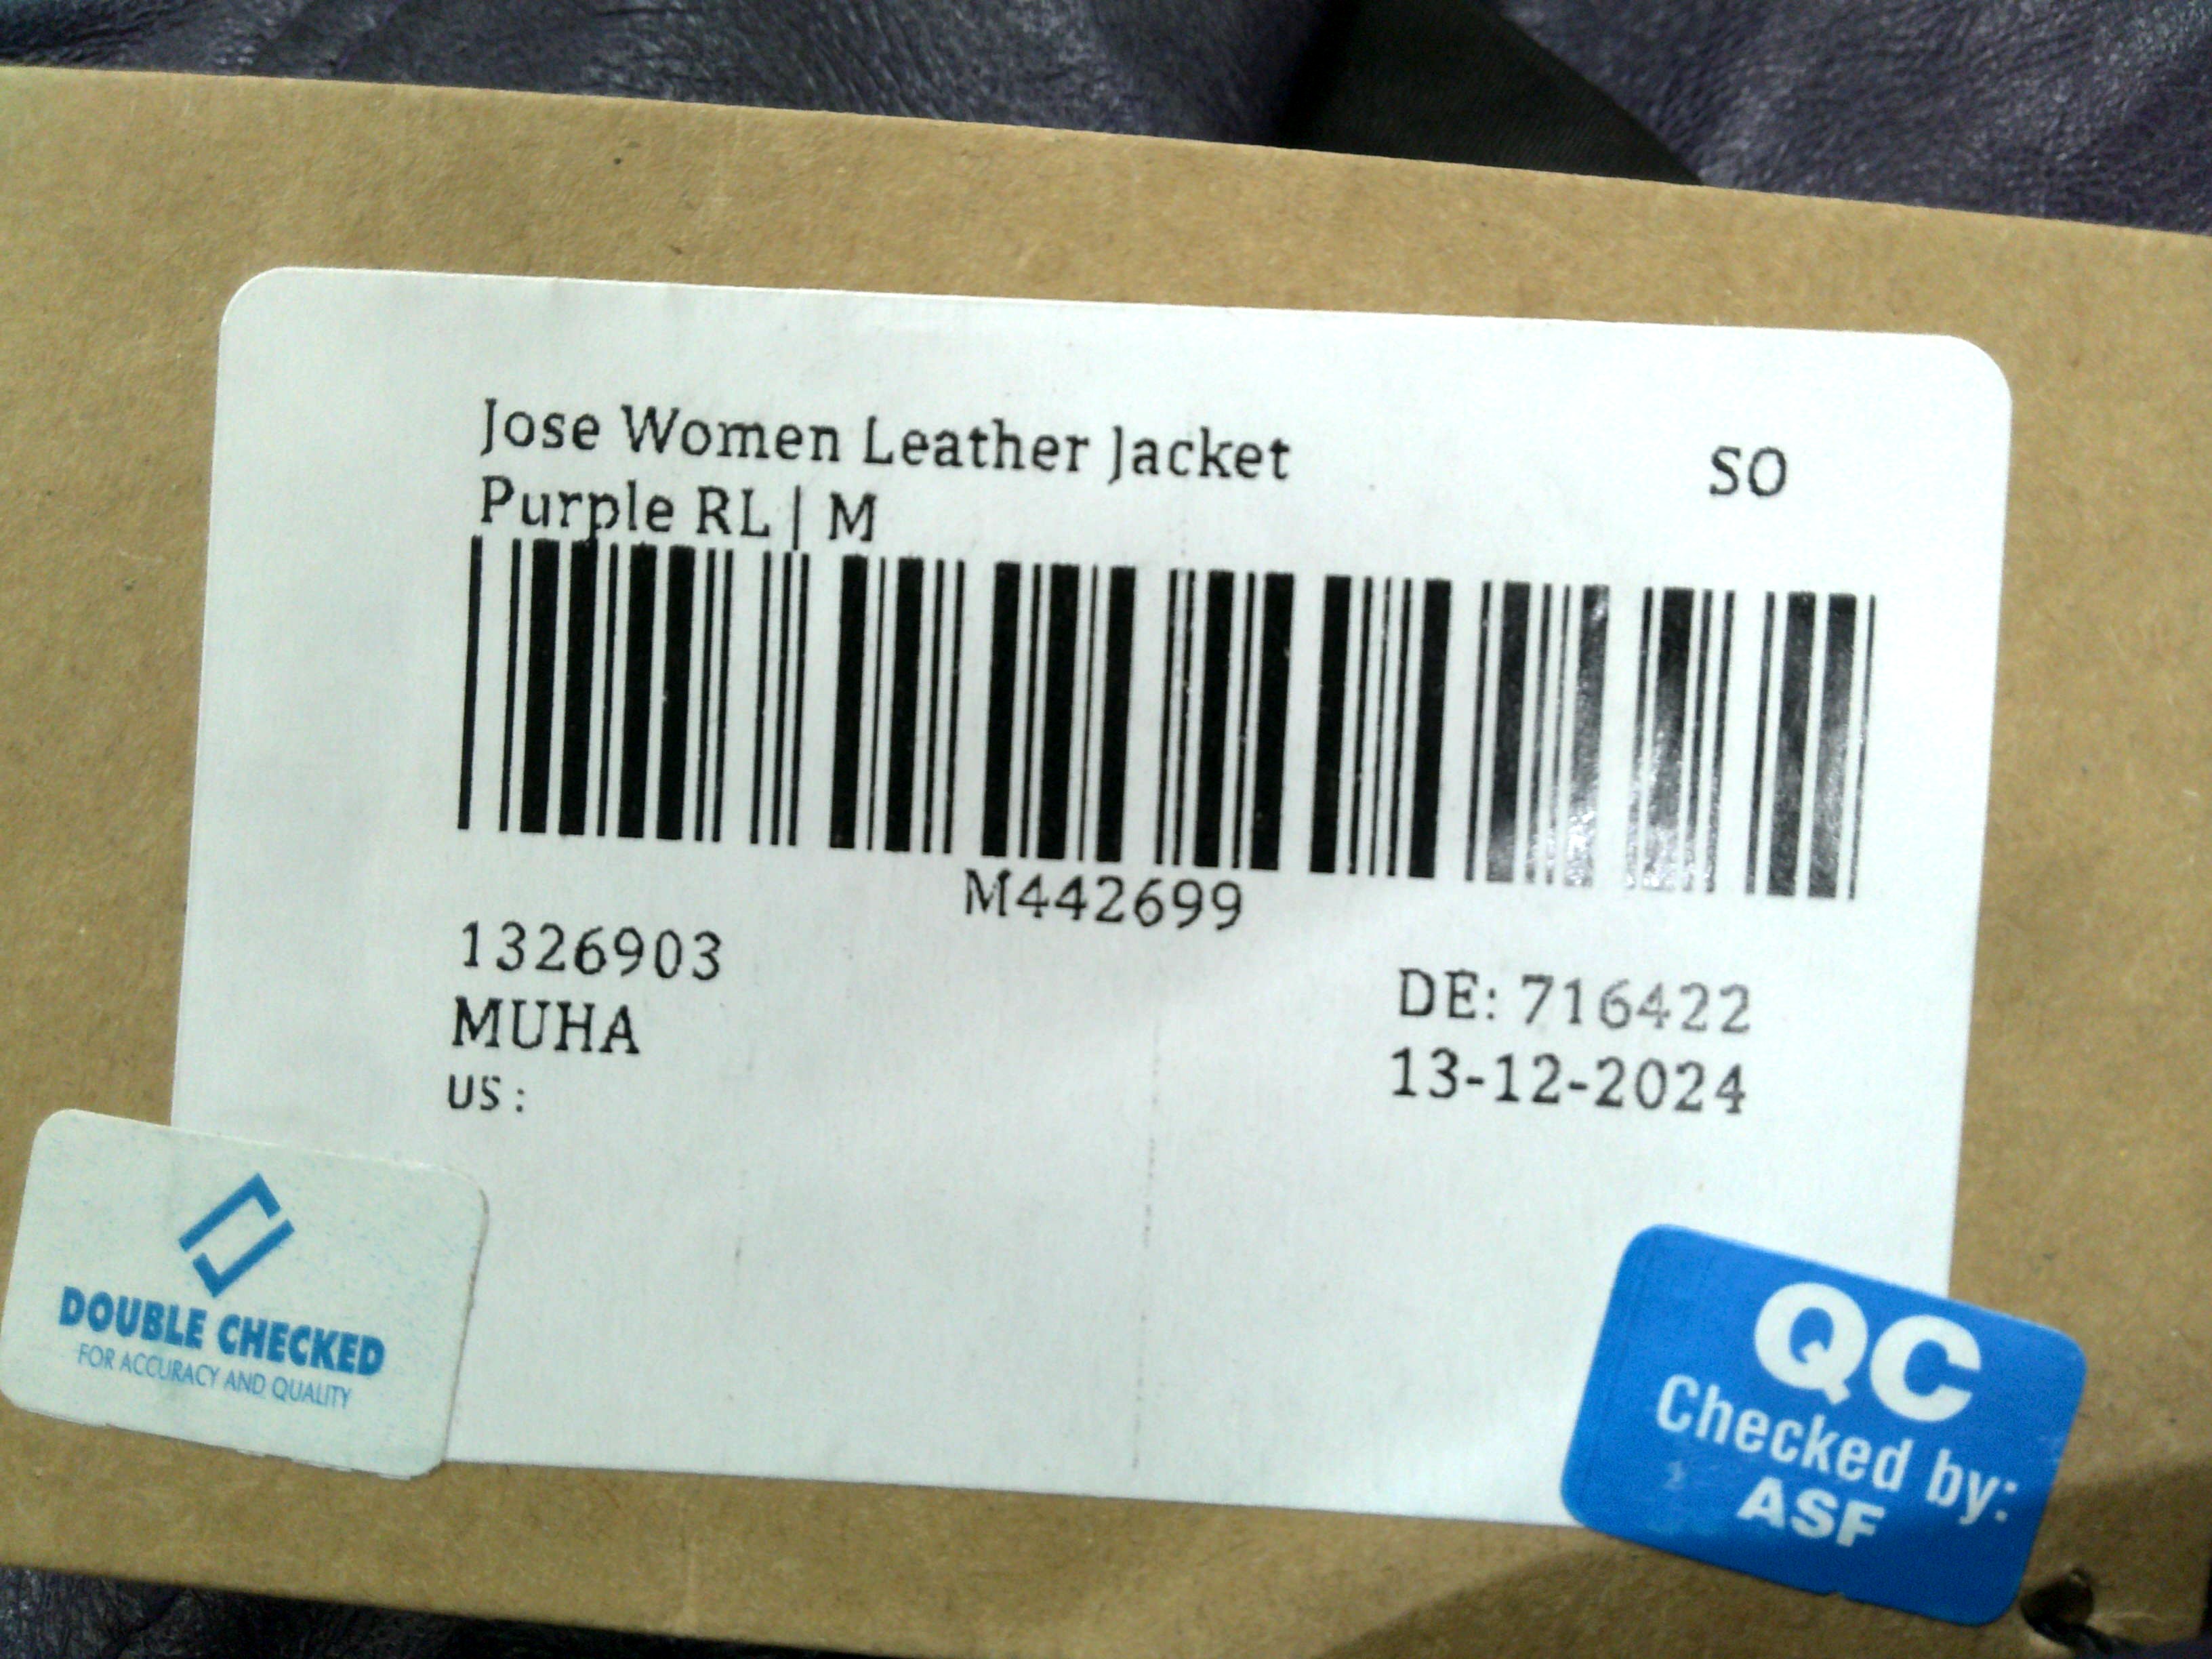 Jose Women Leather Jacket
SO
Purple RL | M
M442699
1326903
DE: 716422
MUHA
13-12-2024
US :
DOUBLE CHECKED
FOR ACCURACY AND QUALITY
QC
Checked by:
ASF